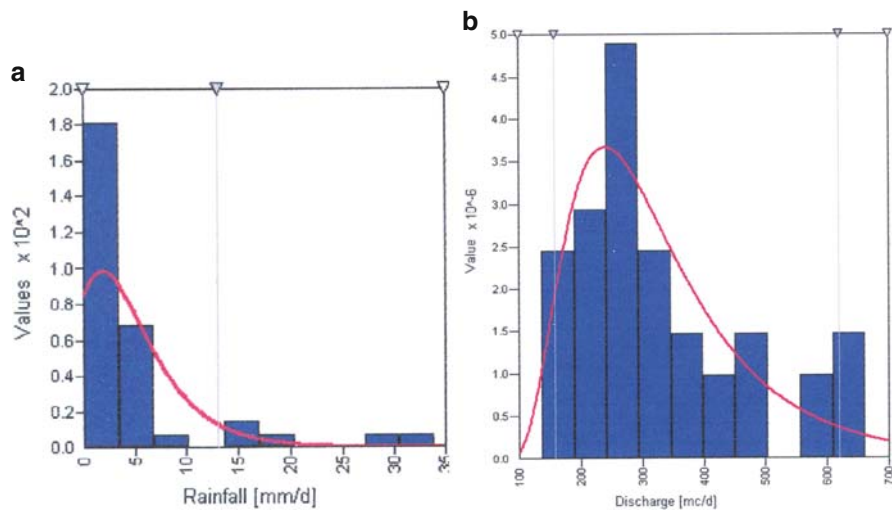 a
2.0
1.8
1.6
1.4
1.2
1.0
0.8
0.6
0.4
0.2
0.0
Values x 10^2
0 5 10 15 20 25 30 35
Rainfall [mm/d]
b
5.0
4.5
4.0
3.5
3.0
2.5
2.0
1.5
1.0
0.5
0.0
Value x 10^-6
100 200 300 400 500 600 700
Discharge [mc/d]